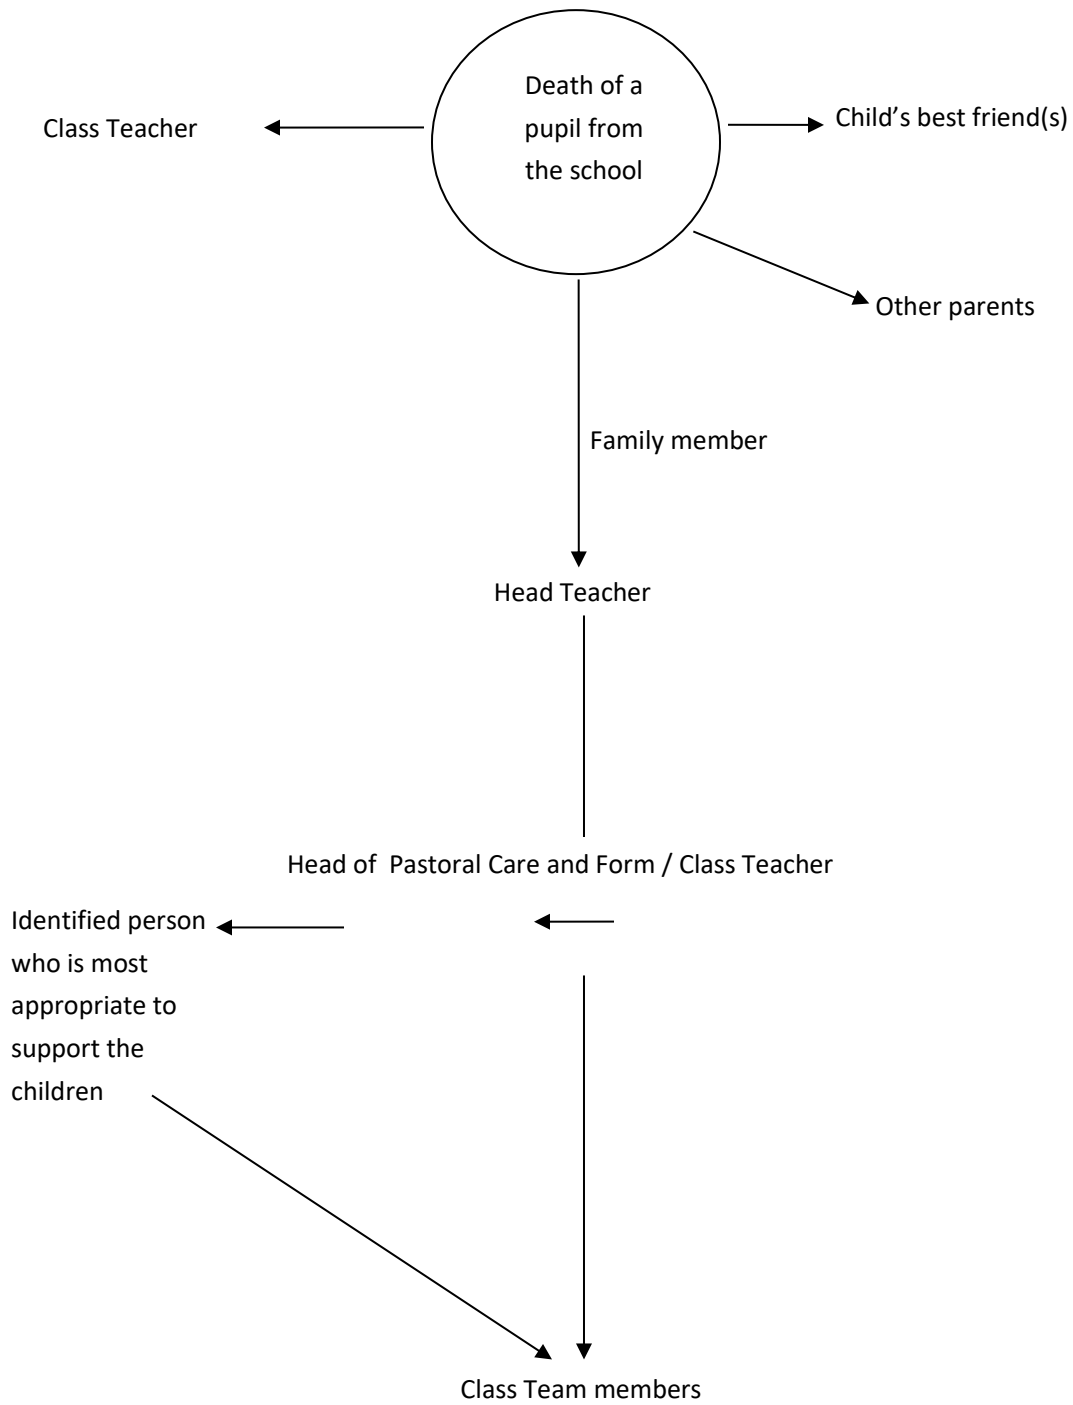 Death of a
pupil from
the school
Class Teacher
Child’s best friend(s)
Other parents
Family member
Head Teacher
Head of  Pastoral Care and Form / Class Teacher
Identified person
who is most
appropriate to
support the
children
Class Team members